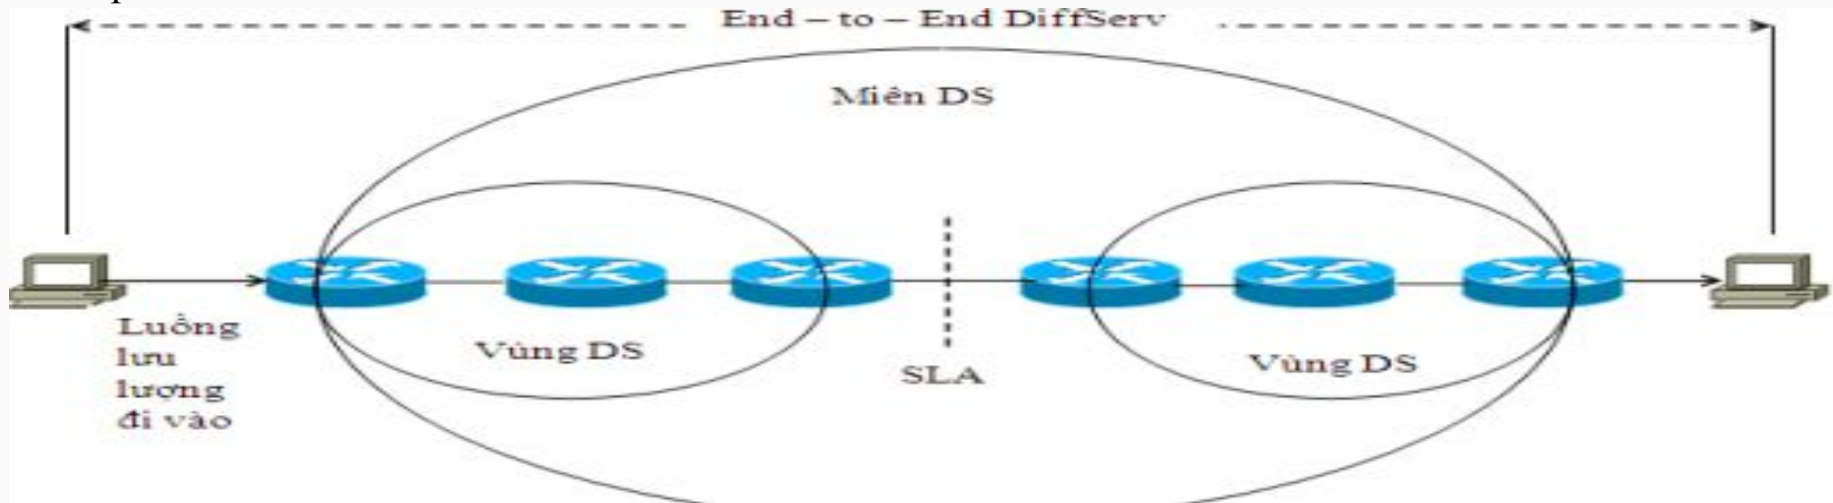 End – to – End DiffServ
Miền DS
Luồng
lưu
lượng
đi vào
Vùng DS
SLA
Vùng DS